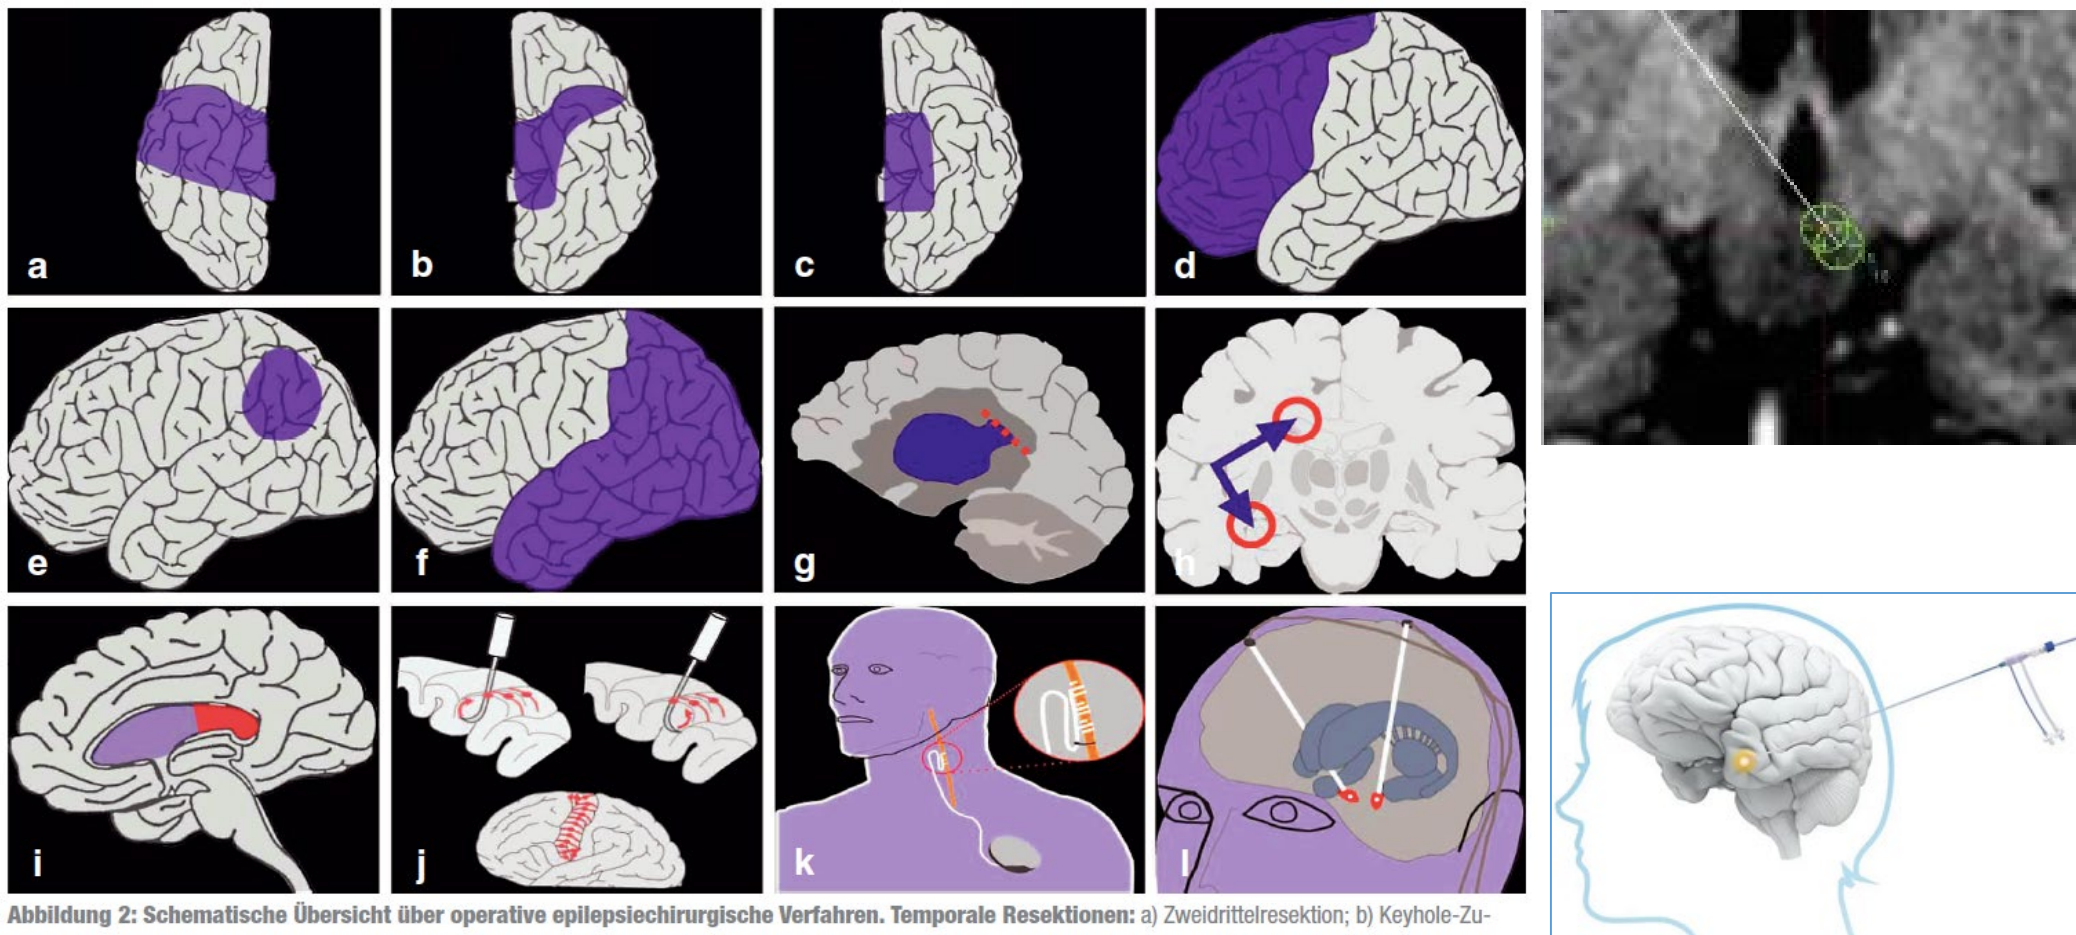 a
b
c
d
e
f
g
h
i
j
k
l
Abbildung 2: Schematische Übersicht über operative epilepsiechirurgische Verfahren. Temporale Resektionen: a) Zweidrittelresektion; b) Keyhole-Zu-